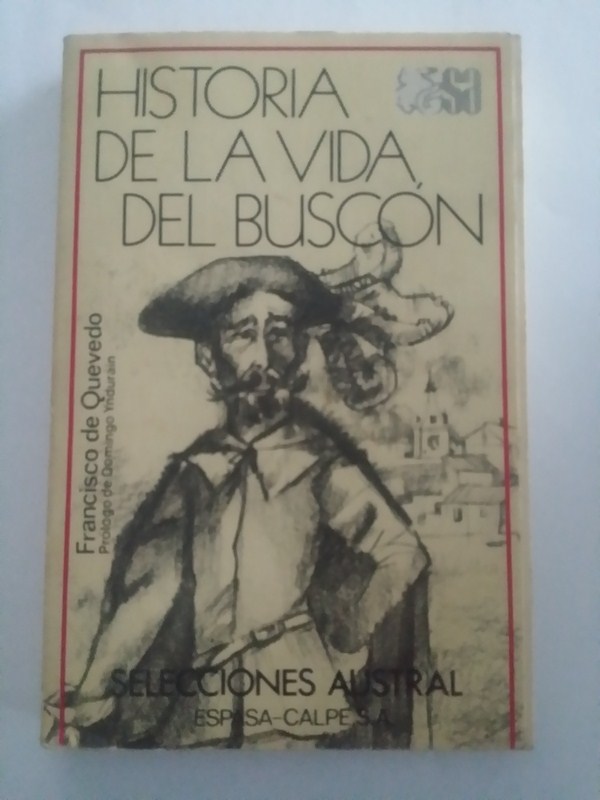 HISTORIA
DE LA VIDA
DEL BUSCÓN
Francisco de Quevedo
Prólogo de Domingo Ynduráin
SELECCIONES AUSTRAL
ESPASA-CALPE S.A.